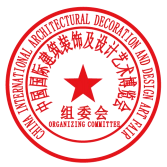 CHINA INTERNATIONAL ARCHITECTURAL DECORATION AND DESIGN ART FAIR
中国国际建筑装饰及设计艺术博览会
组委会
ORGANIZING COMMITTEE